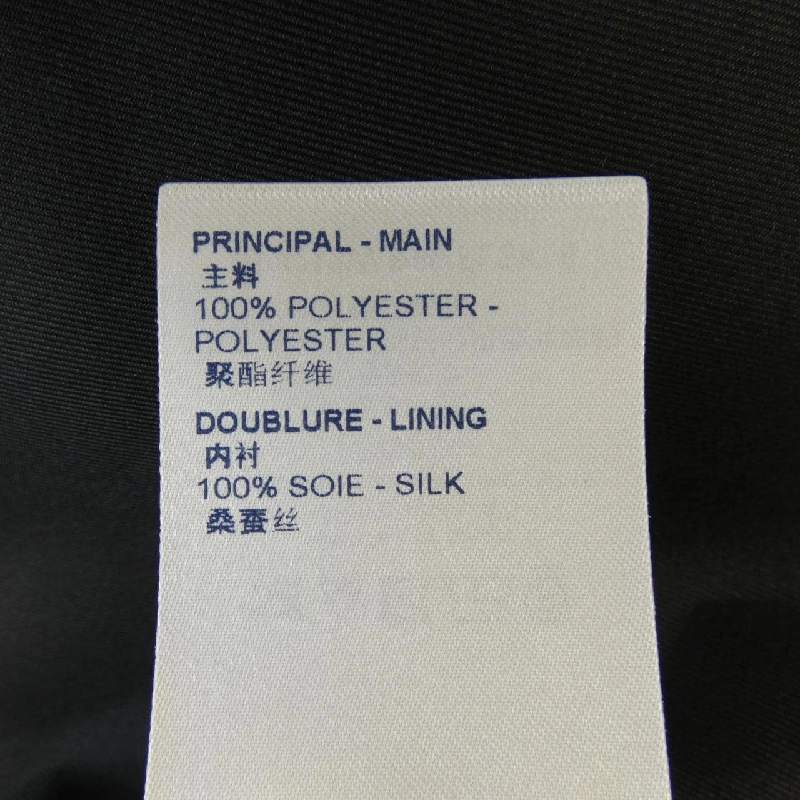 PRINCIPAL - MAIN
主料
100% POLYESTER -
POLYESTER
聚酯纤维
DOUBLURE - LINING
内衬
100% SOIE - SILK
桑蚕丝